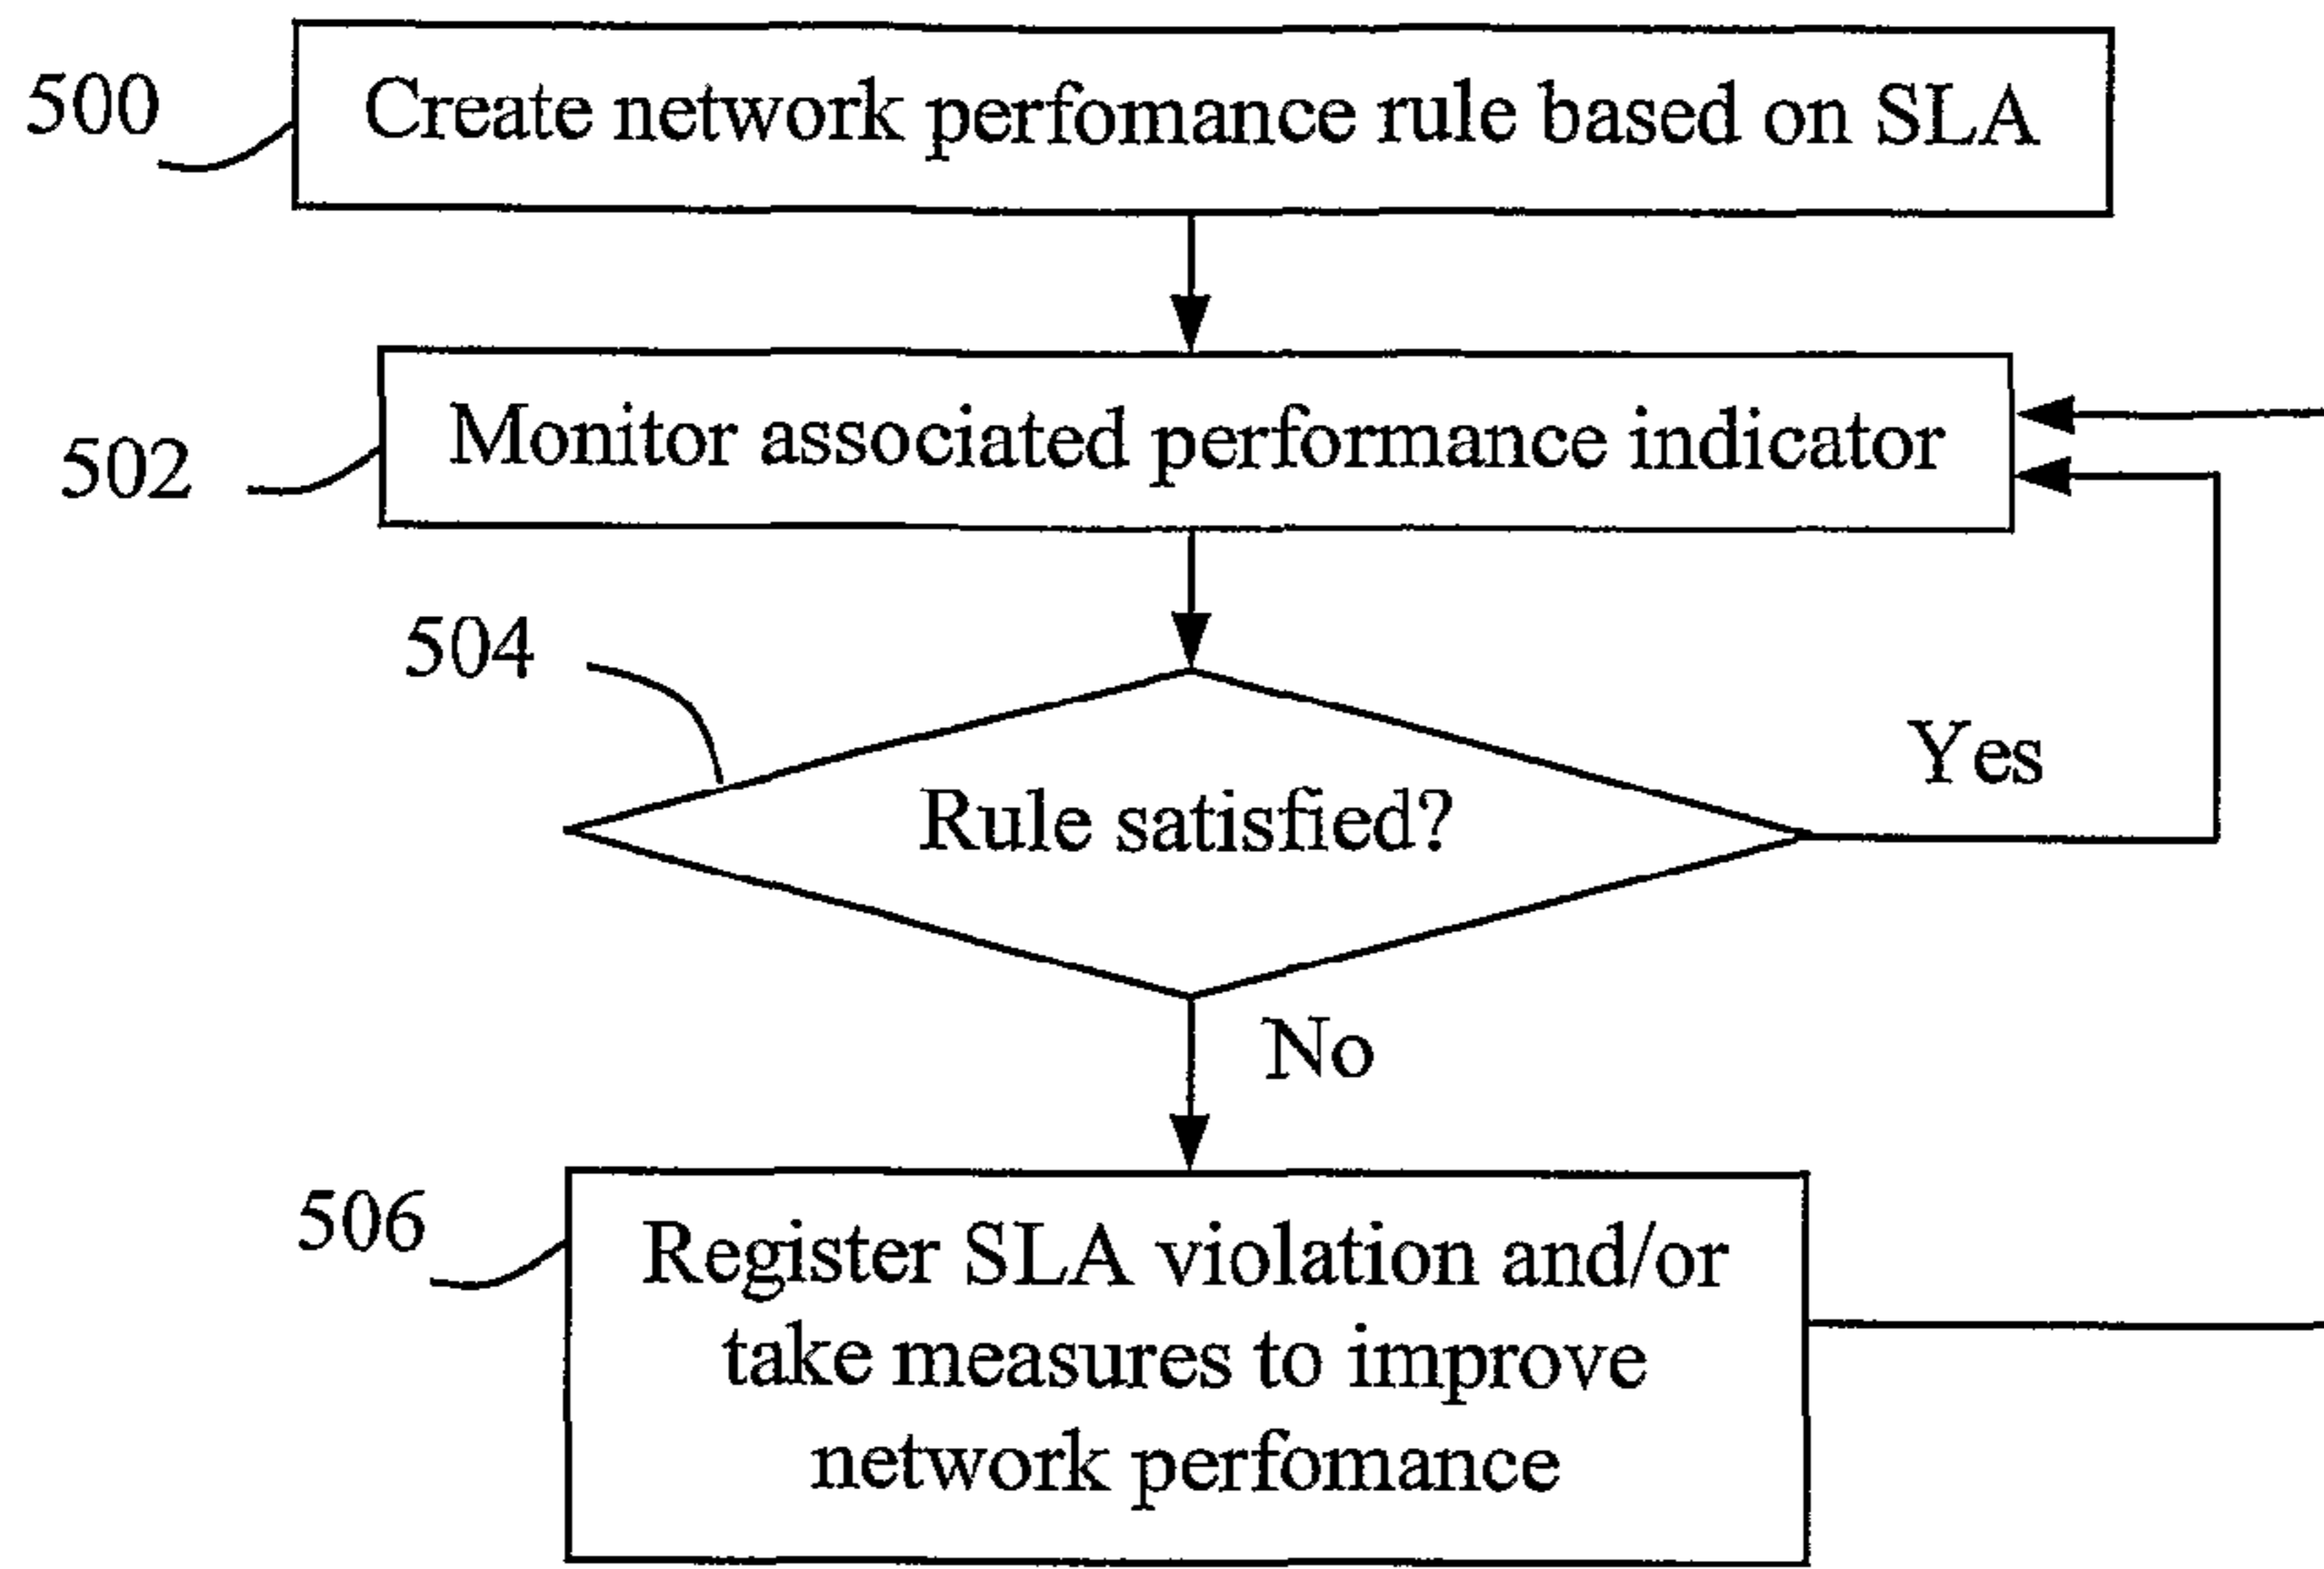 500
Create network perfomance rule based on SLA
502
Monitor associated performance indicator
504
Rule satisfied?
Yes
No
506
Register SLA violation and/or
take measures to improve
network perfomance